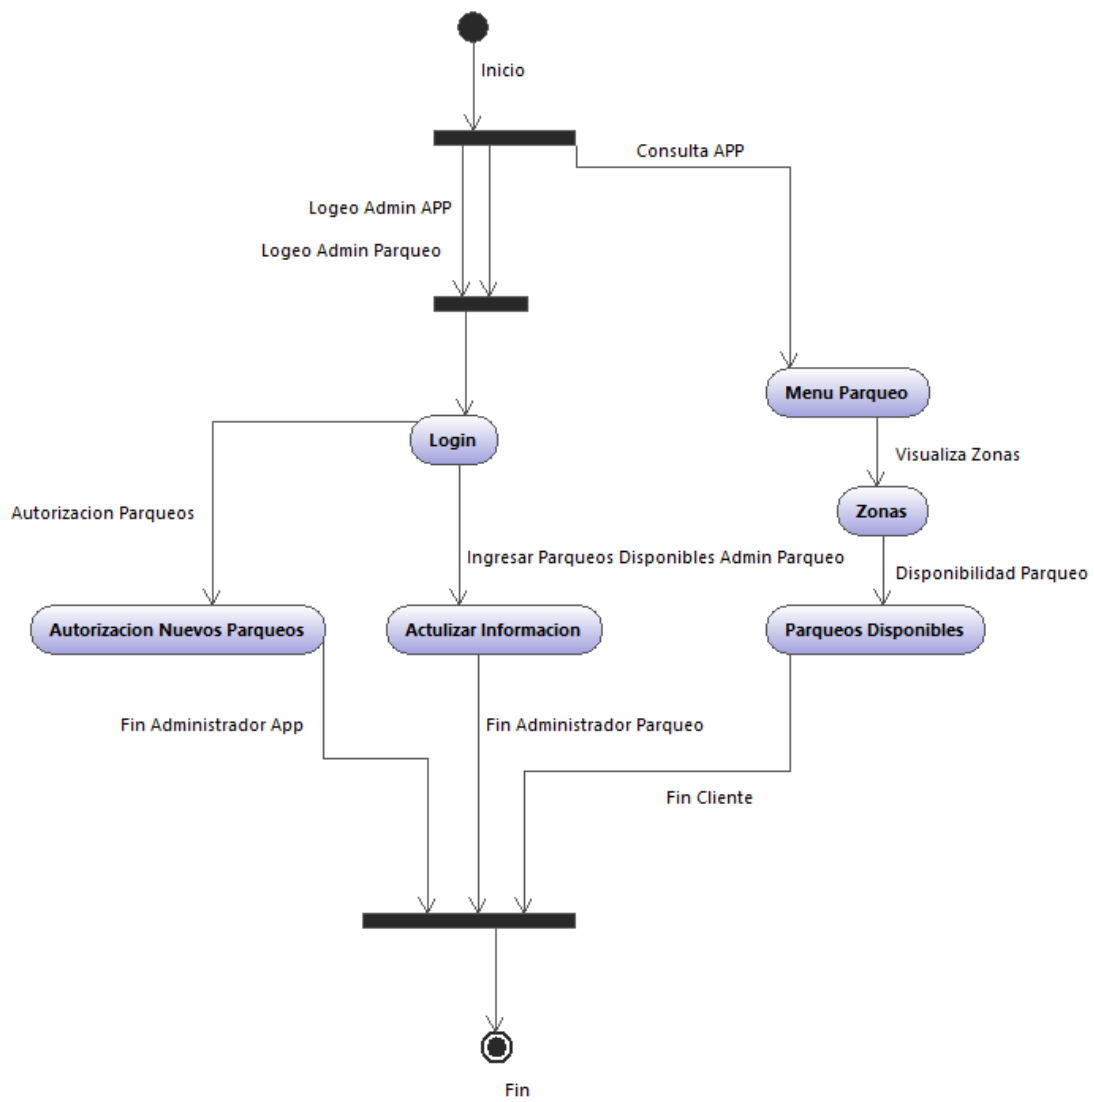 Inicio
Consulta APP
Logeo Admin APP
Logeo Admin Parqueo
Menu Parqueo
Login
Visualiza Zonas
Autorizacion Parqueos
Zonas
Ingresar Parqueos Disponibles Admin Parqueo
Disponibilidad Parqueo
Autorizacion Nuevos Parqueos
Actulizar Informacion
Parqueos Disponibles
Fin Administrador App
Fin Administrador Parqueo
Fin Cliente
Fin